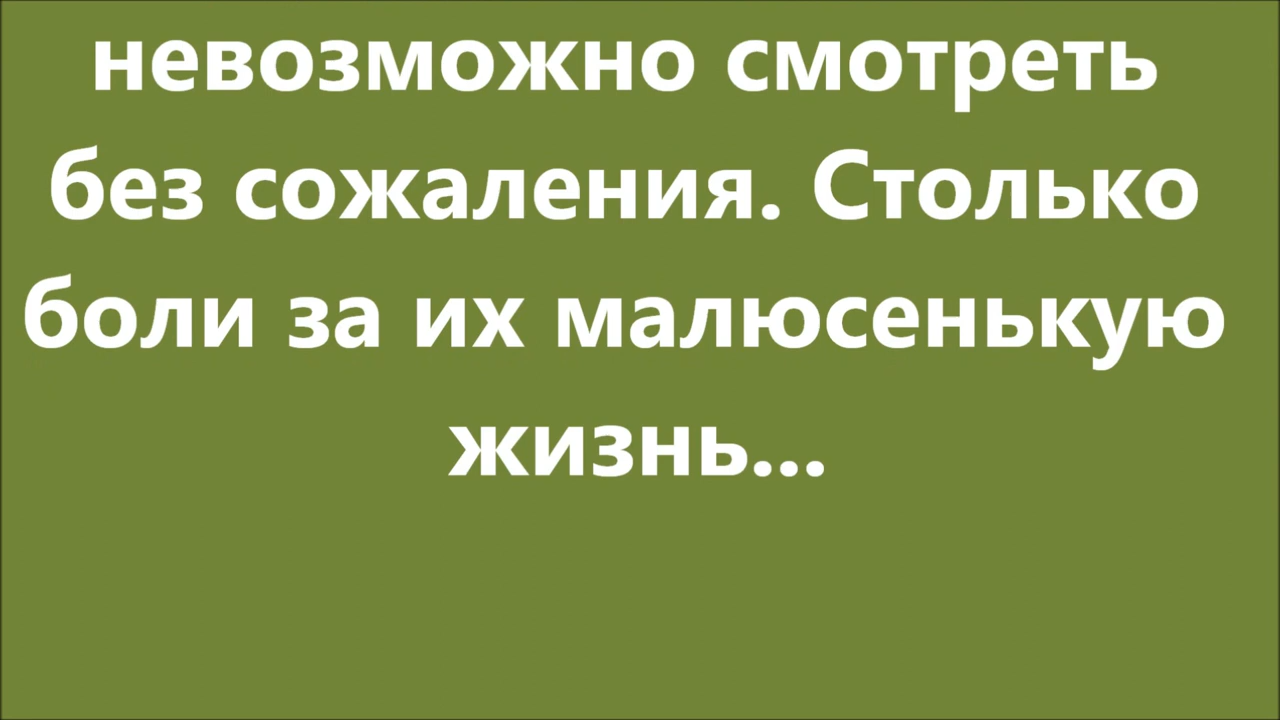 невозможно смотреть
без сожаления. Столько
боли за их малюсенькую
жизнь...